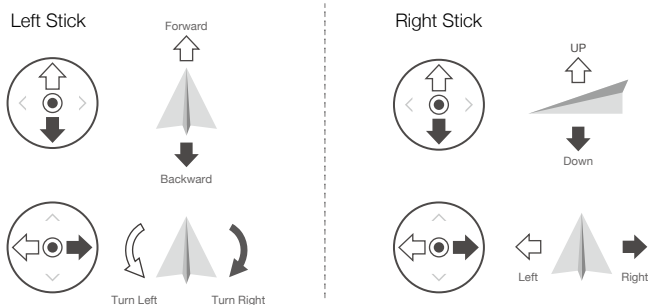 Left Stick
Forward
Backward
Turn Left
Turn Right
Right Stick
UP
Down
Left
Right